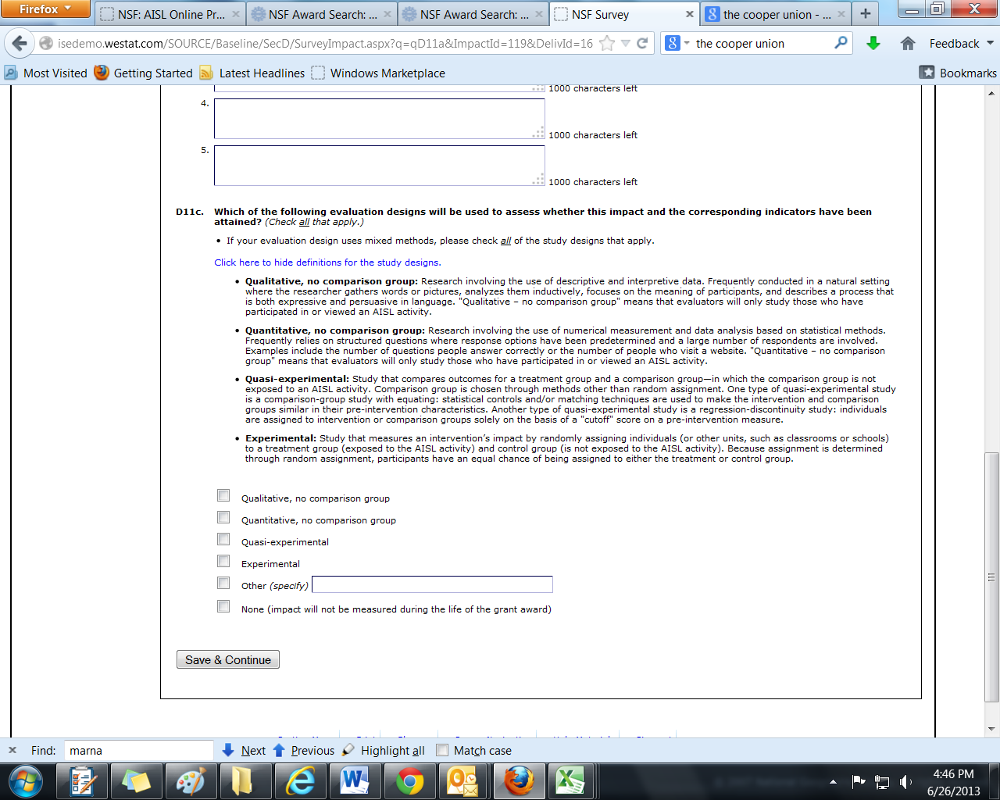 Firefox
NSF: AISL Online Pr...
NSF Award Search: ...
NSF Award Search: ...
NSF Survey
the cooper union - ...
isedemo.westat.com/SOURCE/Baseline/SecD/SurveyImpact.aspx?q=qD11a&ImpactId=119&DelivId=16
the cooper union
Feedback
Most Visited
Getting Started
Latest Headlines
Windows Marketplace
Bookmarks
1000 characters left
4.
1000 characters left
5.
1000 characters left
D11c. Which of the following evaluation designs will be used to assess whether this impact and the corresponding indicators have been
attained? (Check all that apply.)
• If your evaluation design uses mixed methods, please check all of the study designs that apply.
Click here to hide definitions for the study designs.
• Qualitative, no comparison group: Research involving the use of descriptive and interpretive data. Frequently conducted in a natural setting
where the researcher gathers words or pictures, analyzes them inductively, focuses on the meaning of participants, and describes a process that
is both expressive and persuasive in language. "Qualitative – no comparison group" means that evaluators will only study those who have
participated in or viewed an AISL activity.
• Quantitative, no comparison group: Research involving the use of numerical measurement and data analysis based on statistical methods.
Frequently relies on structured questions where response options have been predetermined and a large number of respondents are involved.
Examples include the number of questions people answer correctly or the number of people who visit a website. "Quantitative – no comparison
group" means that evaluators will only study those who have participated in or viewed an AISL activity.
• Quasi-experimental: Study that compares outcomes for a treatment group and a comparison group—in which the comparison group is not
exposed to an AISL activity. Comparison group is chosen through methods other than random assignment. One type of quasi-experimental study
is a comparison-group study with equating: statistical controls and/or matching techniques are used to make the intervention and comparison
groups similar in their pre-intervention characteristics. Another type of quasi-experimental study is a regression-discontinuity study: individuals
are assigned to intervention or comparison groups solely on the basis of a "cutoff" score on a pre-intervention measure.
• Experimental: Study that measures an intervention's impact by randomly assigning individuals (or other units, such as classrooms or schools)
to a treatment group (exposed to the AISL activity) and control group (is not exposed to the AISL activity). Because assignment is determined
through random assignment, participants have an equal chance of being assigned to either the treatment or control group.
Qualitative, no comparison group
Quantitative, no comparison group
Quasi-experimental
Experimental
Other (specify)
None (impact will not be measured during the life of the grant award)
Save & Continue
Find: marna Next Previous Highlight all Match case
4:46 PM
6/26/2013